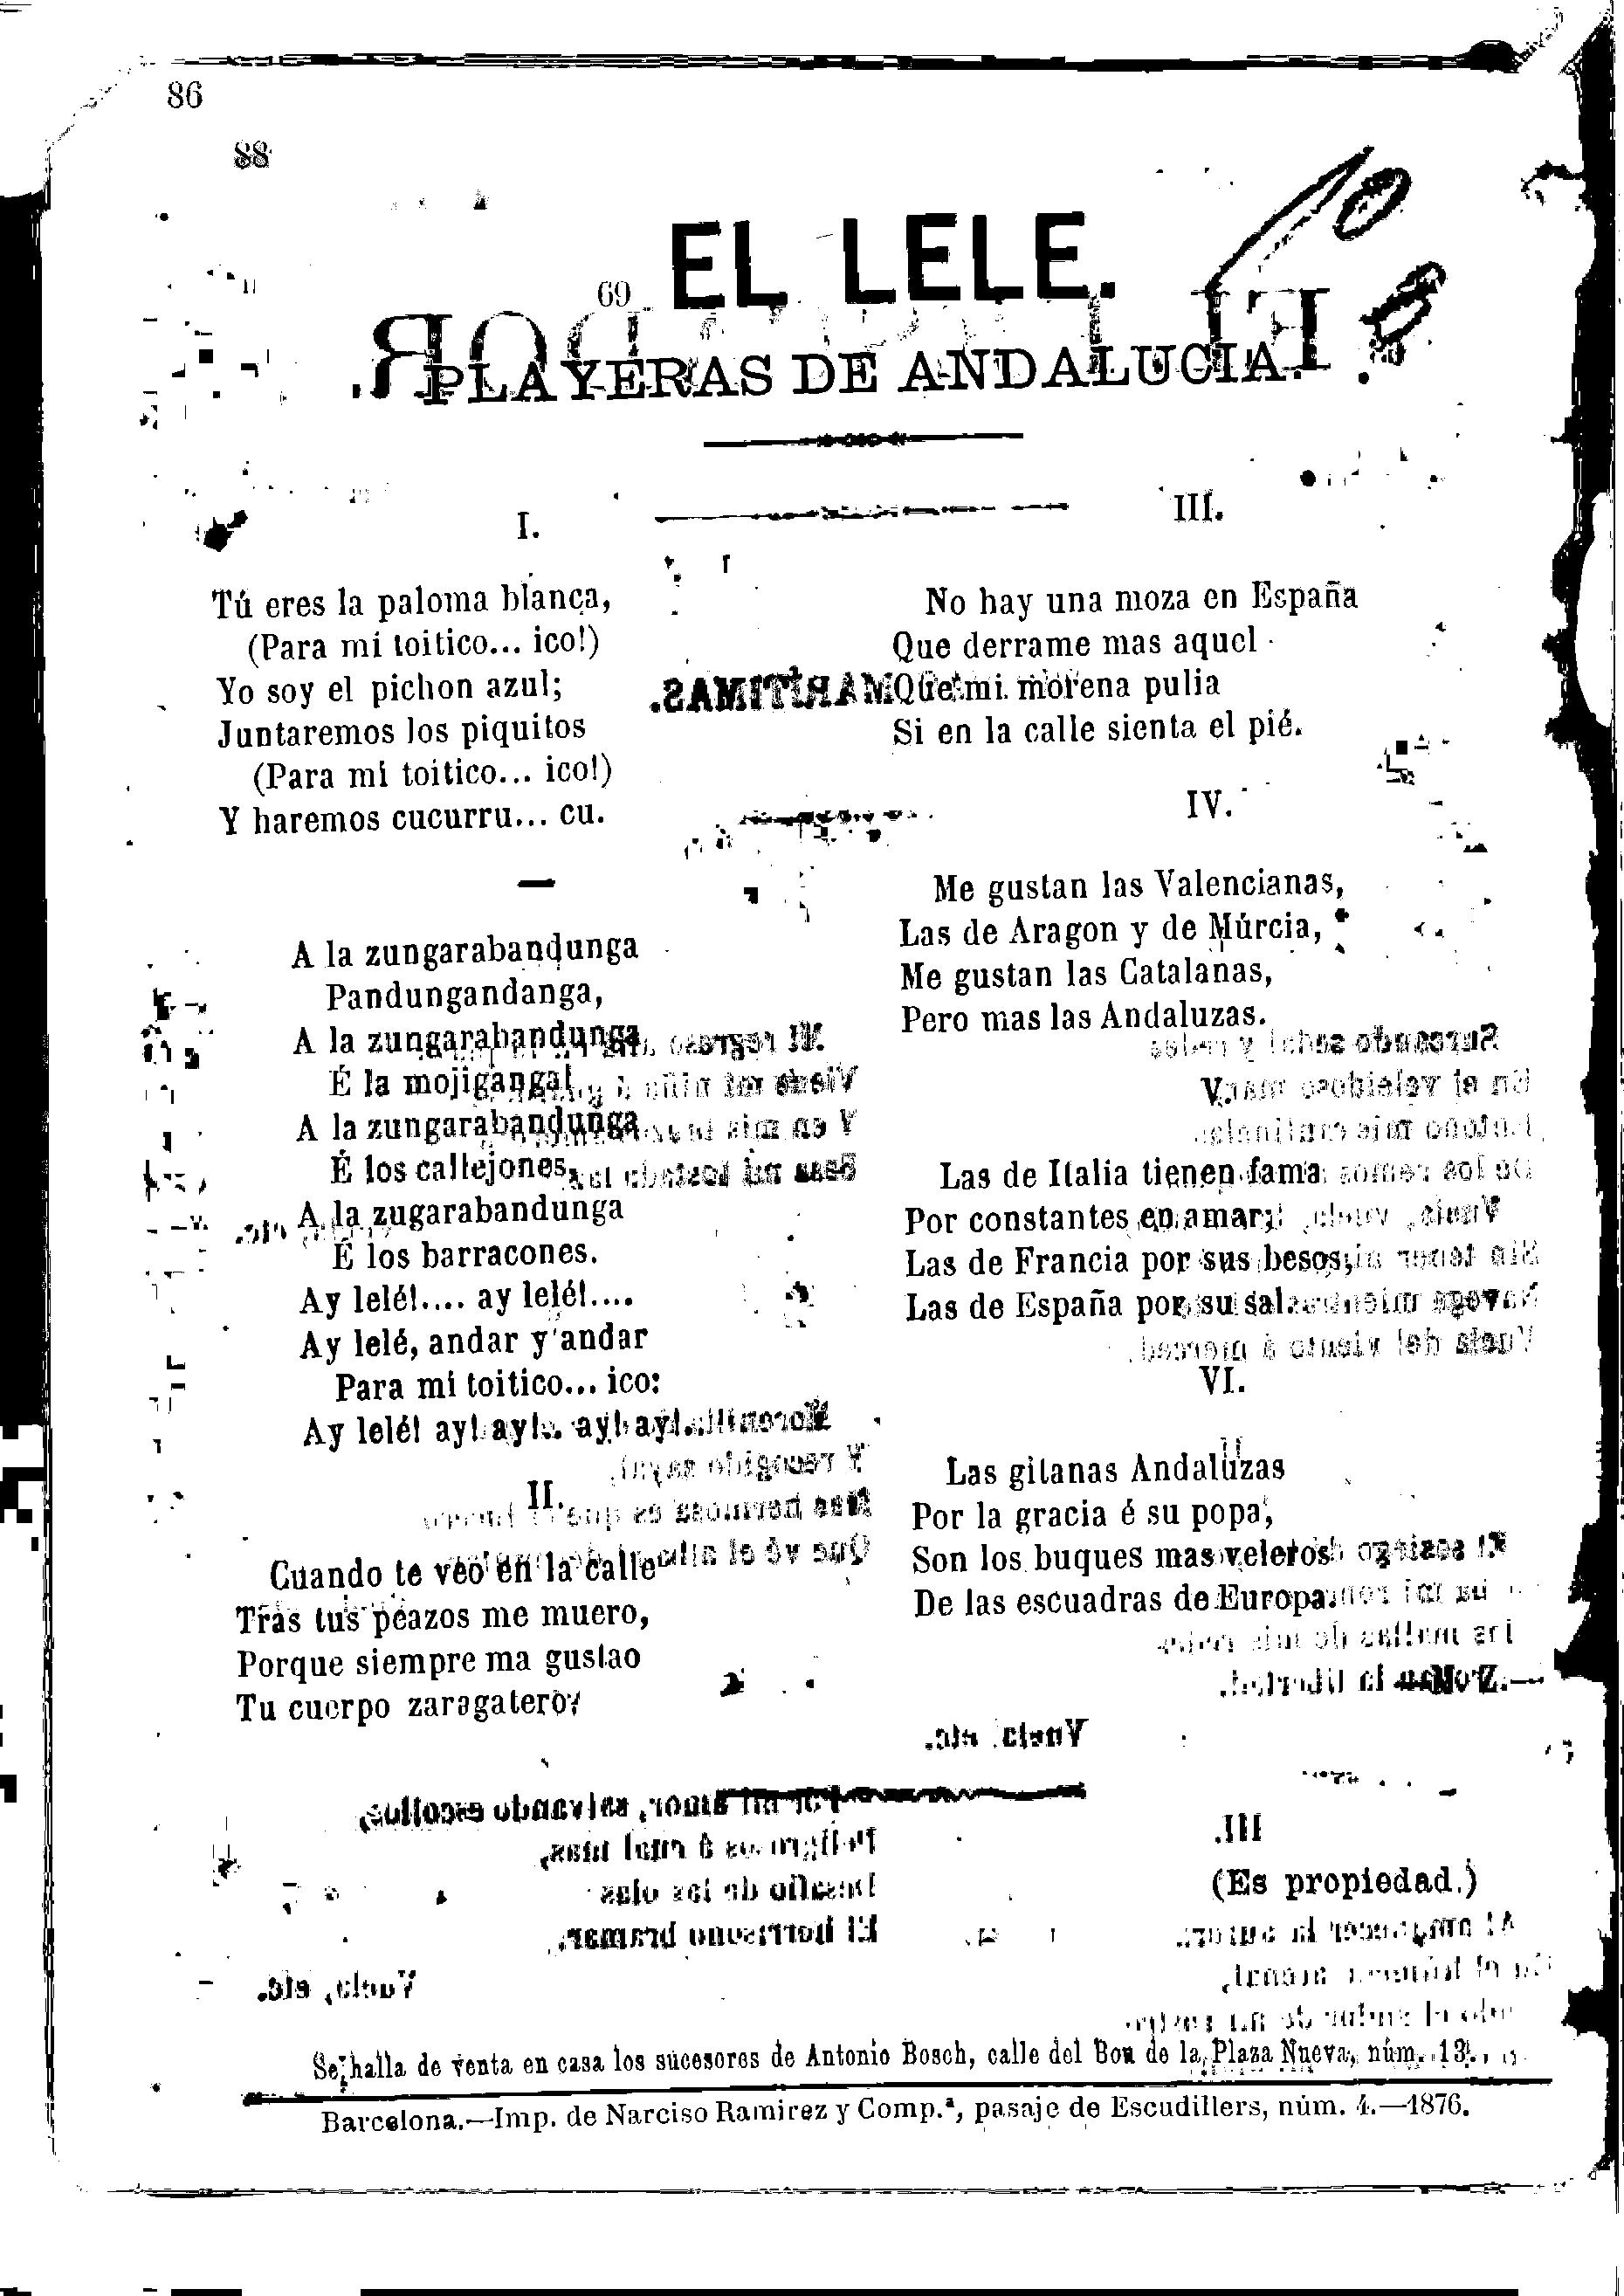 86
88
69
EL LELE.
PLAYERAS DE ANDALUCIA.
I.
Tú eres la paloma blanca,
(Para mí toitico... ico!)
Yo soy el pichon azul;
Juntaremos los piquitos
(Para mí toitico... ico!)
Y haremos cucurru... cu.
A la zungarabandunga
Pandungandanga,
A la zungarabandunga
É la mojiganga!
A la zungarabandunga
É los callejones,
A la zugarabandunga
É los barracones.
Ay lelé!.... ay lelé!....
Ay lelé, andar y andar
Para mí toitico... ico:
Ay lelé! ay! ay!.. ay! ay!..
II.
Cuando te veo en la calle
Tras tus peazos me muero,
Porque siempre ma gustao
Tu cuerpo zaragatero.
III.
No hay una moza en España
Que derrame mas aquel
Que mi morena pulia
Si en la calle sienta el pié.
IV.
Me gustan las Valencianas,
Las de Aragon y de Múrcia,
Me gustan las Catalanas,
Pero mas las Andaluzas.
V.
Las de Italia tienen fama
Por constantes en amar;
Las de Francia por sus besos,
Las de España por su sal.
VI.
Las gitanas Andaluzas
Por la gracia é su popa,
Son los buques mas veleros
De las escuadras de Europa.
(Es propiedad.)
Se halla de venta en casa los sucesores de Antonio Bosch, calle del Bou de la Plaza Nueva, núm. 13.
Barcelona.—Imp. de Narciso Ramirez y Comp.ª, pasaje de Escudillers, núm. 4.—1876.